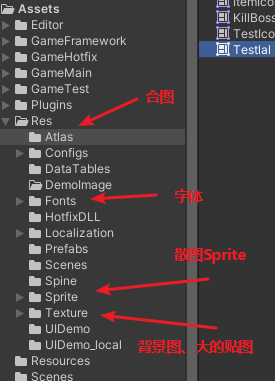 Assets
Editor
GameFramework
GameHotfix
GameMain
GameTest
Plugins
Res
Atlas
Configs
DataTables
DemoImage
Fonts
HotfixDLL
Localization
Prefabs
Scenes
Spine
Sprite
Texture
UIDemo
UIDemo_local
Resources
Scenes
合图
字体
散图Sprite
背景图、大的贴图
KillBoss
TestIco
TestIal